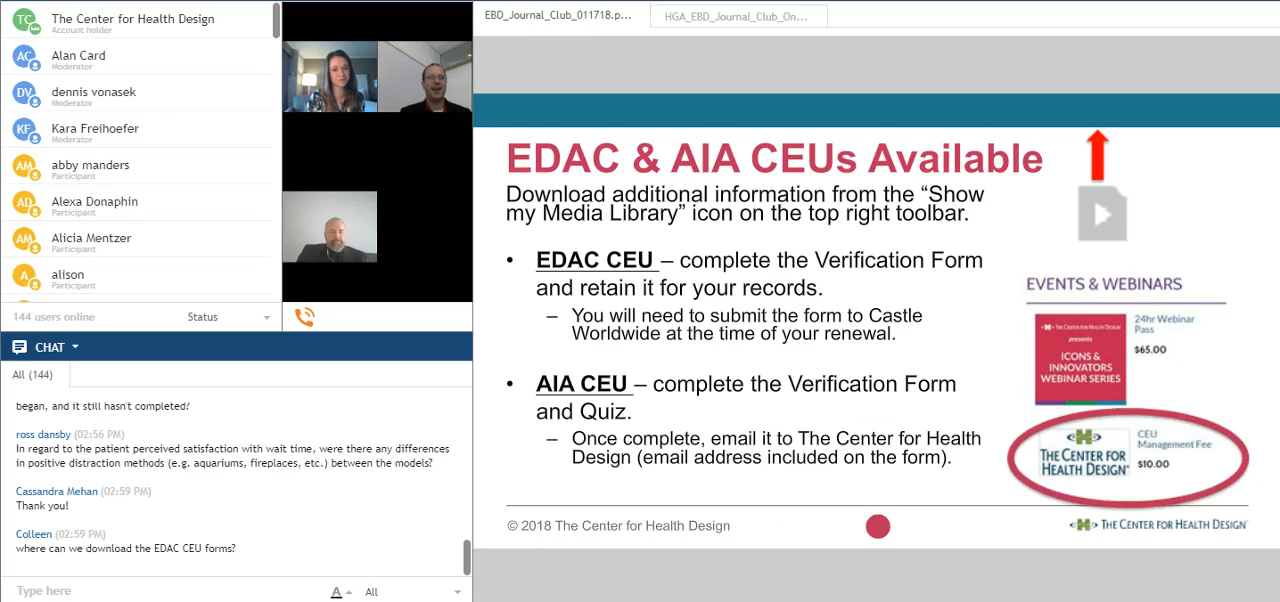 TC
The Center for Health Design
Account holder
AC
Alan Card
Moderator
DV
dennis vonasek
Moderator
KF
Kara Freihoefer
Moderator
AM
abby manders
Participant
AD
Alexa Donaphin
Participant
AM
Alicia Mentzer
Participant
A
alison
Participant
144 users online
Status
CHAT
All (144)
began, and it still hasn't completed?
ross dansby (02:56 PM)
In regard to the patient perceived satisfaction with wait time, were there any differences
in positive distraction methods (e.g. aquariums, fireplaces, etc.) between the models?
Cassandra Mehan (02:59 PM)
Thank you!
Colleen (02:59 PM)
where can we download the EDAC CEU forms?
Type here
A
All
EBD_Journal_Club_011718.p...
HGA_EBD_Journal_Club_On...
EDAC & AIA CEUs Available
Download additional information from the “Show
my Media Library” icon on the top right toolbar.
• EDAC CEU – complete the Verification Form
and retain it for your records.
– You will need to submit the form to Castle
Worldwide at the time of your renewal.
• AIA CEU – complete the Verification Form
and Quiz.
– Once complete, email it to The Center for Health
Design (email address included on the form).
EVENTS & WEBINARS
THE CENTER FOR HEALTH DESIGN
presents
ICONS &
INNOVATORS
WEBINAR SERIES
24hr Webinar
Pass
$65.00
THE CENTER FOR
HEALTH DESIGN®
CEU
Management Fee
$10.00
© 2018 The Center for Health Design
THE CENTER FOR HEALTH DESIGN®